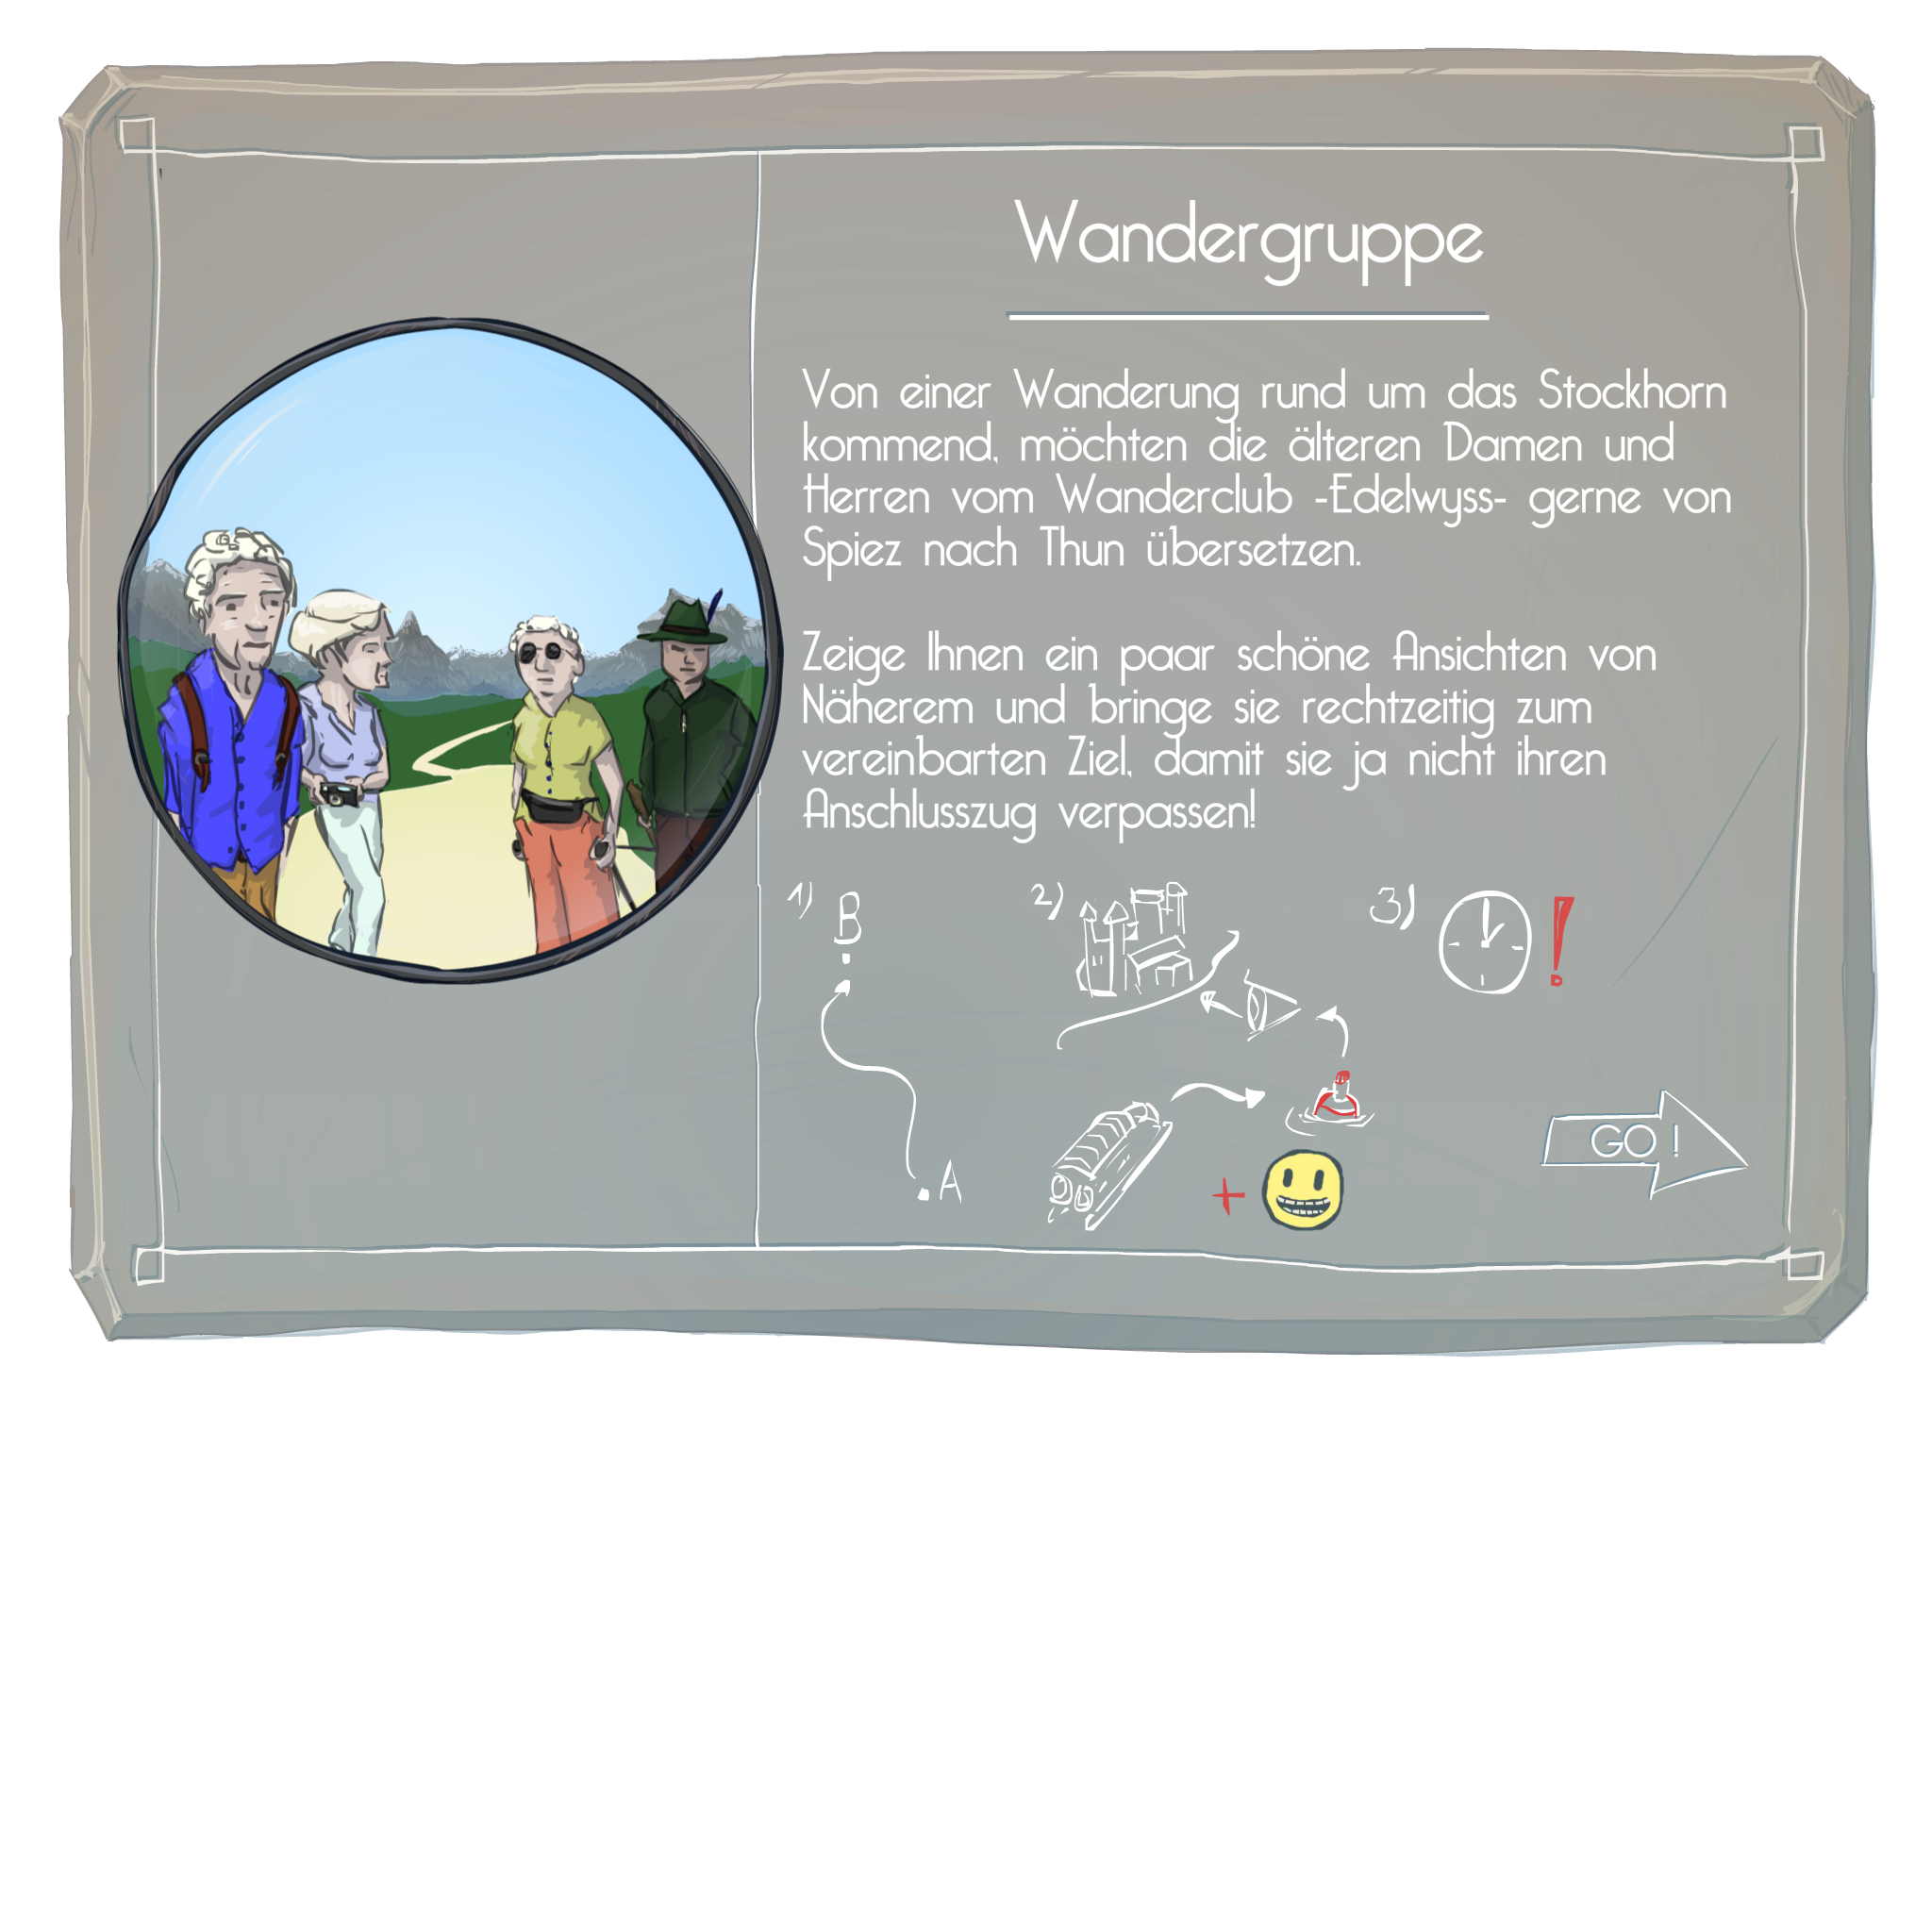 Wandergruppe
Von einer Wanderung rund um das Stockhorn
kommend, möchten die älteren Damen und
Herren vom Wanderclub -Edelwyss- gerne von
Spiez nach Thun übersetzen.
Zeige Ihnen ein paar schöne Ansichten von
Näherem und bringe sie rechtzeitig zum
vereinbarten Ziel, damit sie ja nicht ihren
Anschlusszug verpassen!
1) B
A
2)
+
3) !
GO !